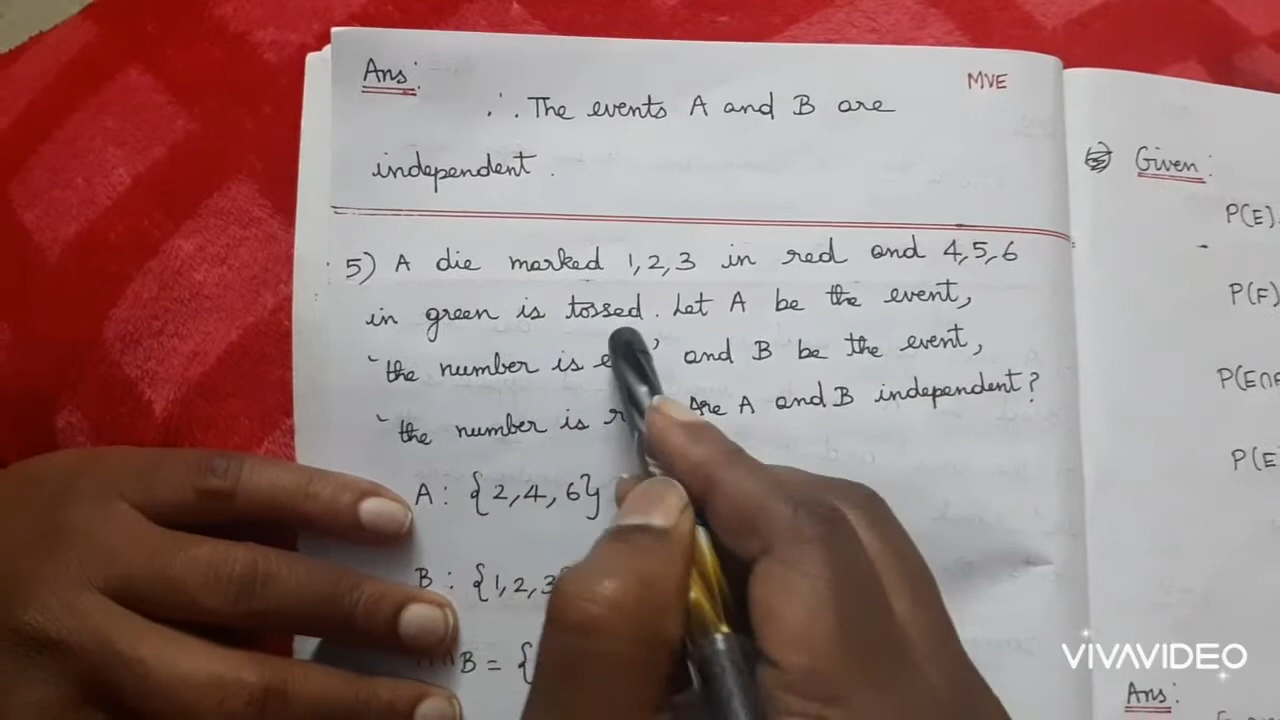 Ans:
MVE
∴ The events A and B are
independent.
5) A die marked 1,2,3 in red and 4,5,6
in green is tossed. Let A be the event,
'the number is ' and B be the event,
'the number is Are A and B independent?
A: {2,4,6}
B: {1,2,3
∩B = {
Given:
P(E)
P(F)
P(E∩F
P(E
Ans:
VIVAVIDEO